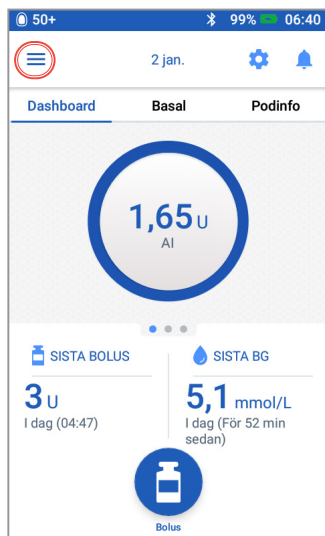 50+ 99% 06:40
2 jan.
Dashboard Basal Podinfo
1,65 U
AI
SISTA BOLUS
3 U
I dag (04:47)
SISTA BG
5,1 mmol/L
I dag (För 52 min
sedan)
Bolus